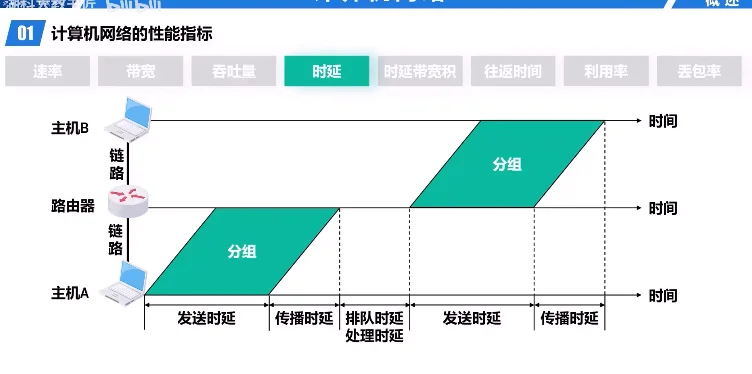 概述
01 计算机网络的性能指标
速率 带宽 吞吐量 时延 时延带宽积 往返时间 利用率 丢包率
主机B
时间
链路
分组
路由器
时间
链路
分组
主机A
时间
发送时延 传播时延 排队时延 发送时延 传播时延
处理时延